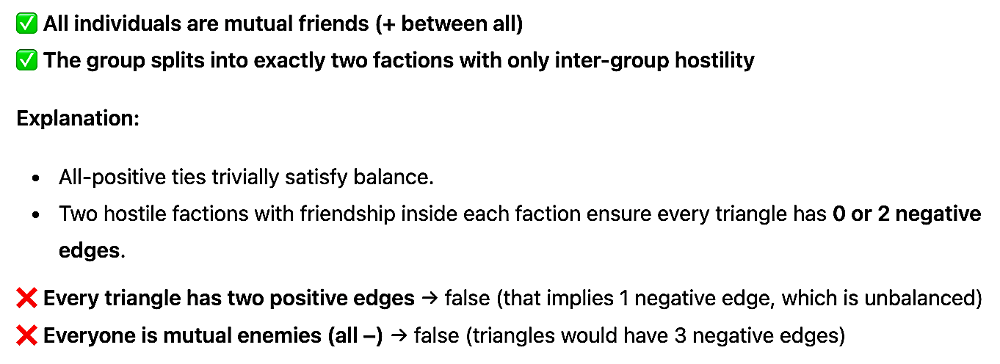 ✅ All individuals are mutual friends (+ between all)
✅ The group splits into exactly two factions with only inter-group hostility
Explanation:
• All-positive ties trivially satisfy balance.
• Two hostile factions with friendship inside each faction ensure every triangle has 0 or 2 negative
edges.
❌ Every triangle has two positive edges → false (that implies 1 negative edge, which is unbalanced)
❌ Everyone is mutual enemies (all –) → false (triangles would have 3 negative edges)